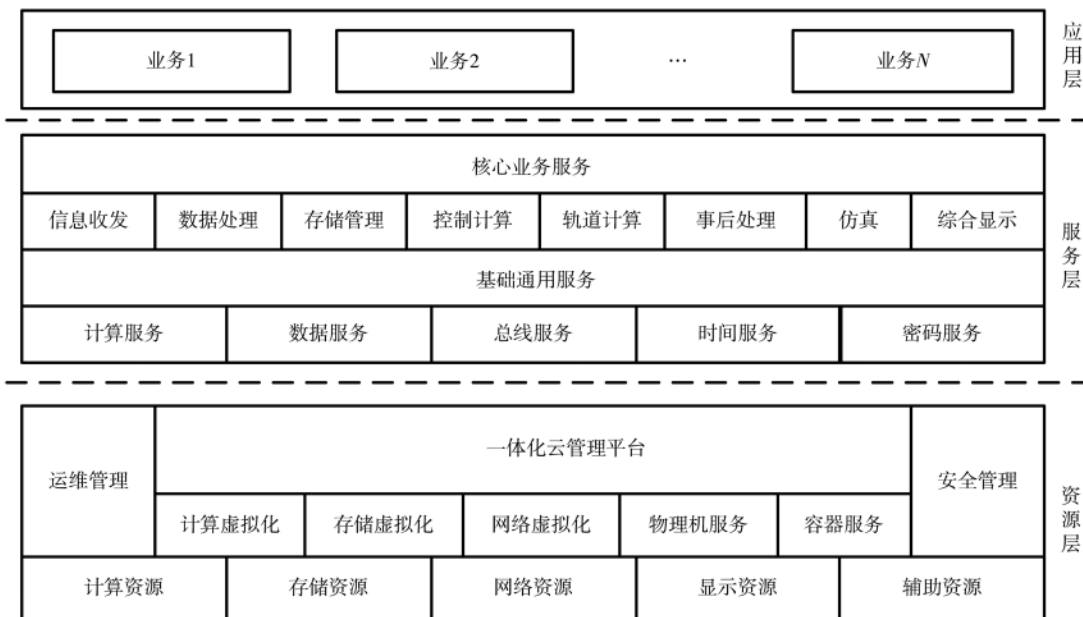 业务1
业务2
…
业务N
应用层
核心业务服务
信息收发
数据处理
存储管理
控制计算
轨道计算
事后处理
仿真
综合显示
基础通用服务
计算服务
数据服务
总线服务
时间服务
密码服务
服务层
运维管理
一体化云管理平台
安全管理
计算虚拟化
存储虚拟化
网络虚拟化
物理机服务
容器服务
计算资源
存储资源
网络资源
显示资源
辅助资源
资源层